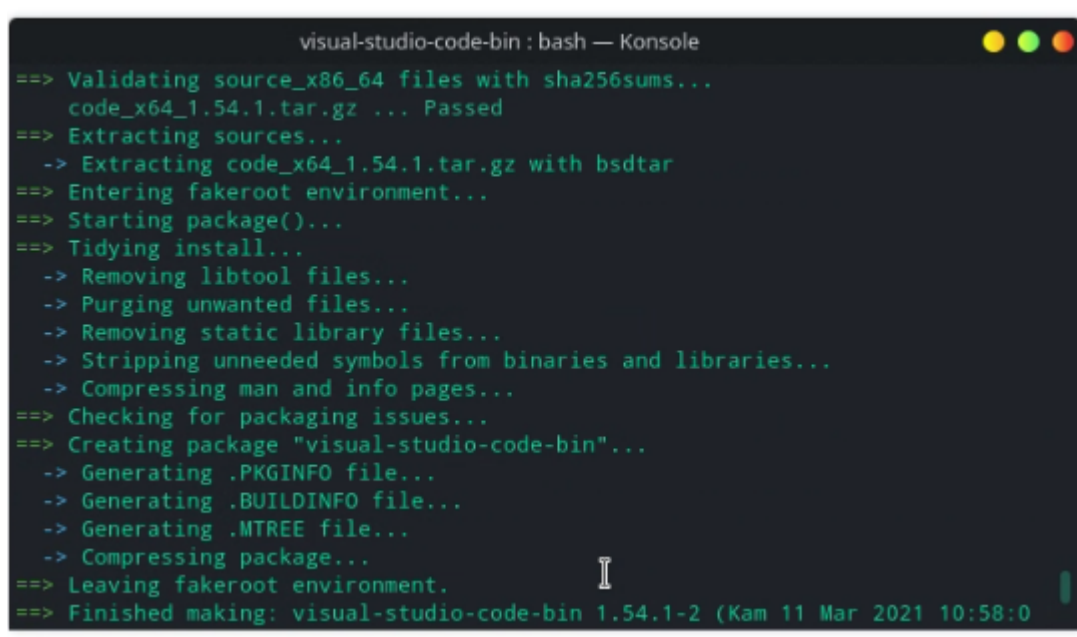 visual-studio-code-bin : bash — Konsole
==> Validating source_x86_64 files with sha256sums...
code_x64_1.54.1.tar.gz ... Passed
==> Extracting sources...
-> Extracting code_x64_1.54.1.tar.gz with bsdtar
==> Entering fakeroot environment...
==> Starting package()...
==> Tidying install...
-> Removing libtool files...
-> Purging unwanted files...
-> Removing static library files...
-> Stripping unneeded symbols from binaries and libraries...
-> Compressing man and info pages...
==> Checking for packaging issues...
==> Creating package "visual-studio-code-bin"...
-> Generating .PKGINFO file...
-> Generating .BUILDINFO file...
-> Generating .MTREE file...
-> Compressing package...
==> Leaving fakeroot environment.
==> Finished making: visual-studio-code-bin 1.54.1-2 (Kam 11 Mar 2021 10:58:0